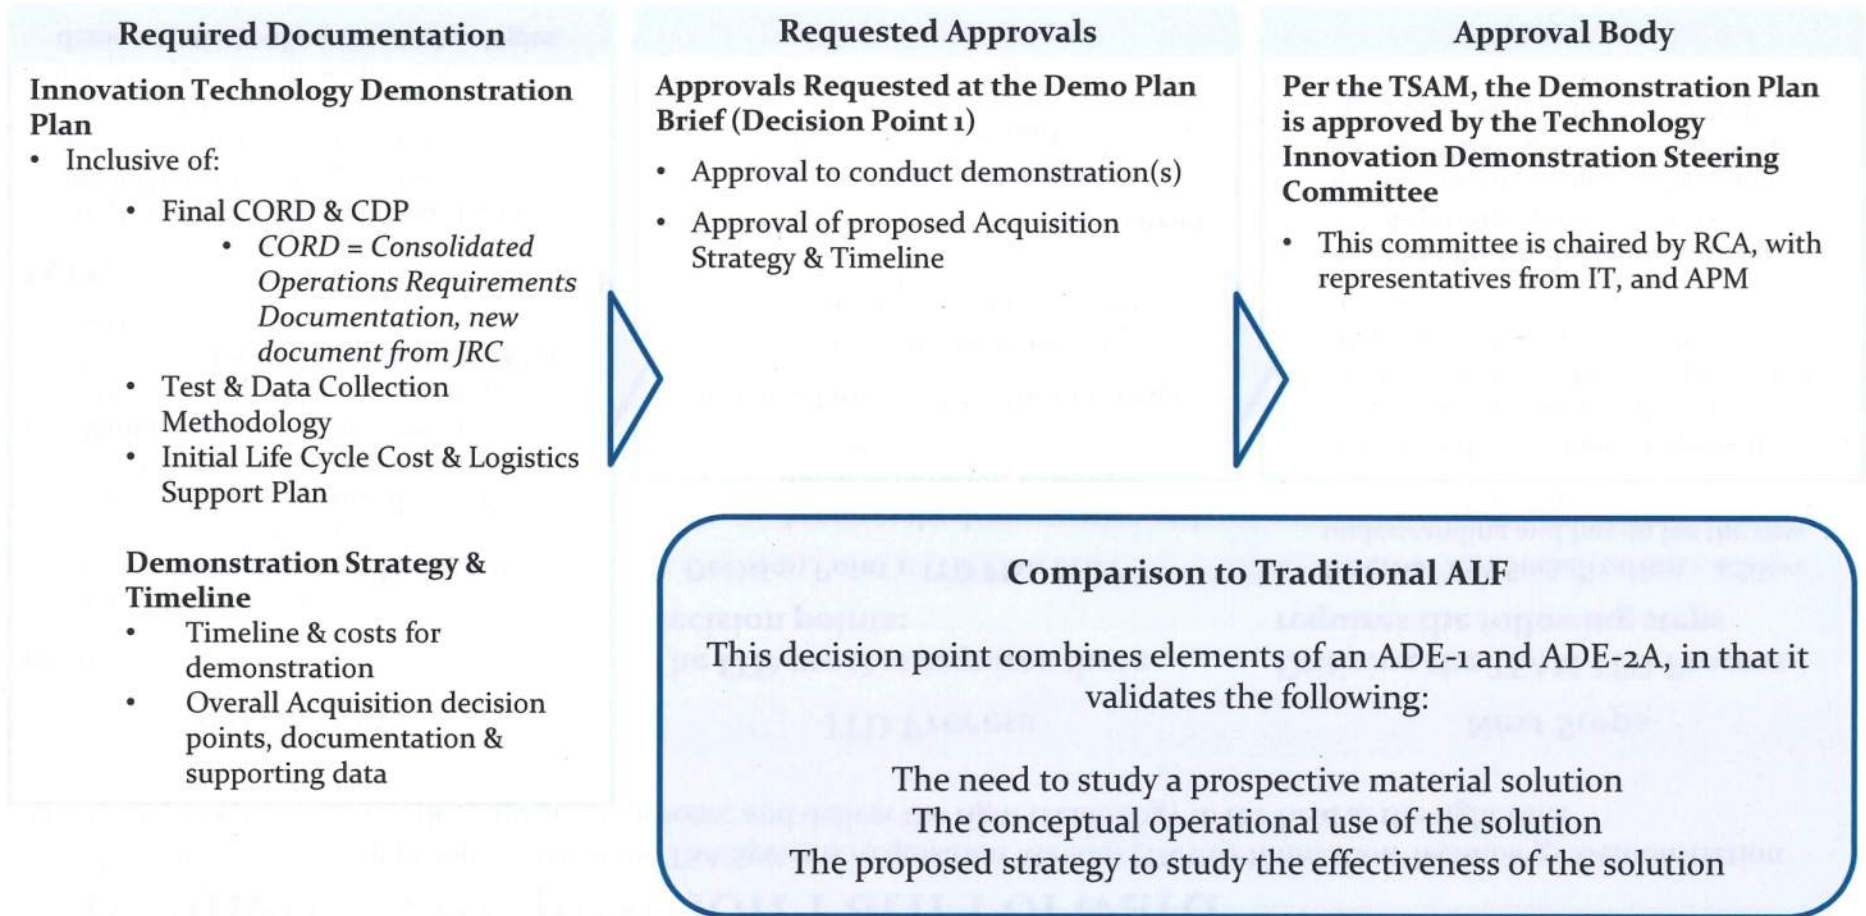 Required Documentation
Innovation Technology Demonstration
Plan
• Inclusive of:
• Final CORD & CDP
• CORD = Consolidated
Operations Requirements
Documentation, new
document from JRC
• Test & Data Collection
Methodology
• Initial Life Cycle Cost & Logistics
Support Plan
Demonstration Strategy &
Timeline
• Timeline & costs for
demonstration
• Overall Acquisition decision
points, documentation &
supporting data
Requested Approvals
Approvals Requested at the Demo Plan
Brief (Decision Point 1)
• Approval to conduct demonstration(s)
• Approval of proposed Acquisition
Strategy & Timeline
Approval Body
Per the TSAM, the Demonstration Plan
is approved by the Technology
Innovation Demonstration Steering
Committee
• This committee is chaired by RCA, with
representatives from IT, and APM
Comparison to Traditional ALF
This decision point combines elements of an ADE-1 and ADE-2A, in that it
validates the following:
The need to study a prospective material solution
The conceptual operational use of the solution
The proposed strategy to study the effectiveness of the solution